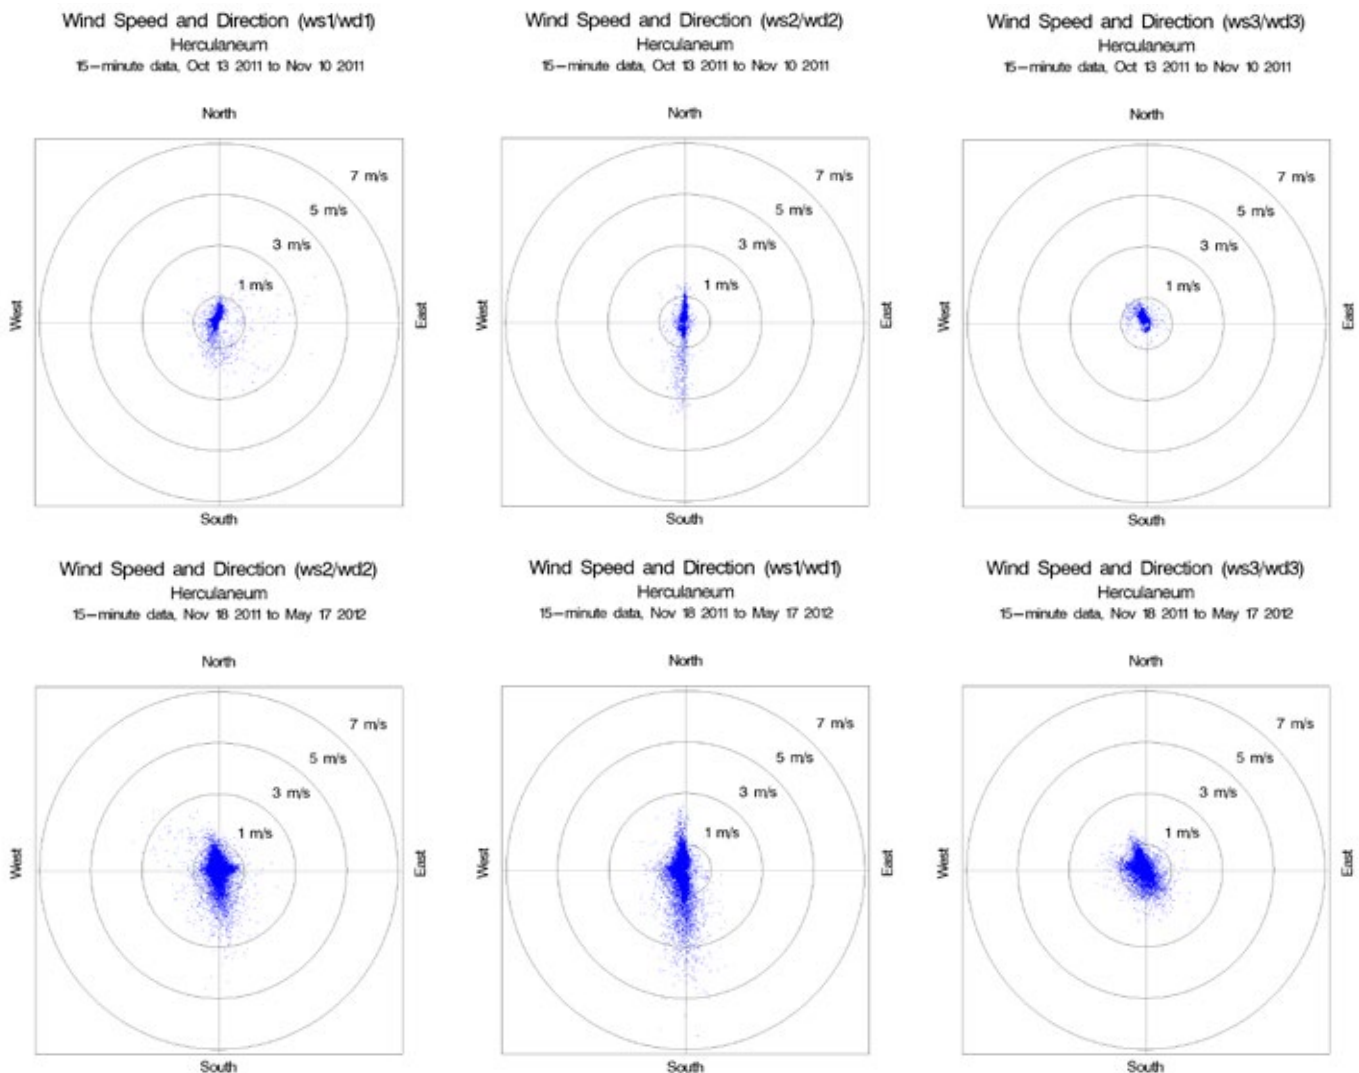 Wind Speed and Direction (ws1/wd1)
Herculaneum
15-minute data, Oct 13 2011 to Nov 10 2011
North
7 m/s
5 m/s
3 m/s
1 m/s
West
East
South
Wind Speed and Direction (ws2/wd2)
Herculaneum
15-minute data, Oct 13 2011 to Nov 10 2011
North
7 m/s
5 m/s
3 m/s
1 m/s
West
East
South
Wind Speed and Direction (ws3/wd3)
Herculaneum
15-minute data, Oct 13 2011 to Nov 10 2011
North
7 m/s
5 m/s
3 m/s
1 m/s
West
East
South
Wind Speed and Direction (ws2/wd2)
Herculaneum
15-minute data, Nov 18 2011 to May 17 2012
North
7 m/s
5 m/s
3 m/s
1 m/s
West
East
South
Wind Speed and Direction (ws1/wd1)
Herculaneum
15-minute data, Nov 18 2011 to May 17 2012
North
7 m/s
5 m/s
3 m/s
1 m/s
West
East
South
Wind Speed and Direction (ws3/wd3)
Herculaneum
15-minute data, Nov 18 2011 to May 17 2012
North
7 m/s
5 m/s
3 m/s
1 m/s
West
East
South